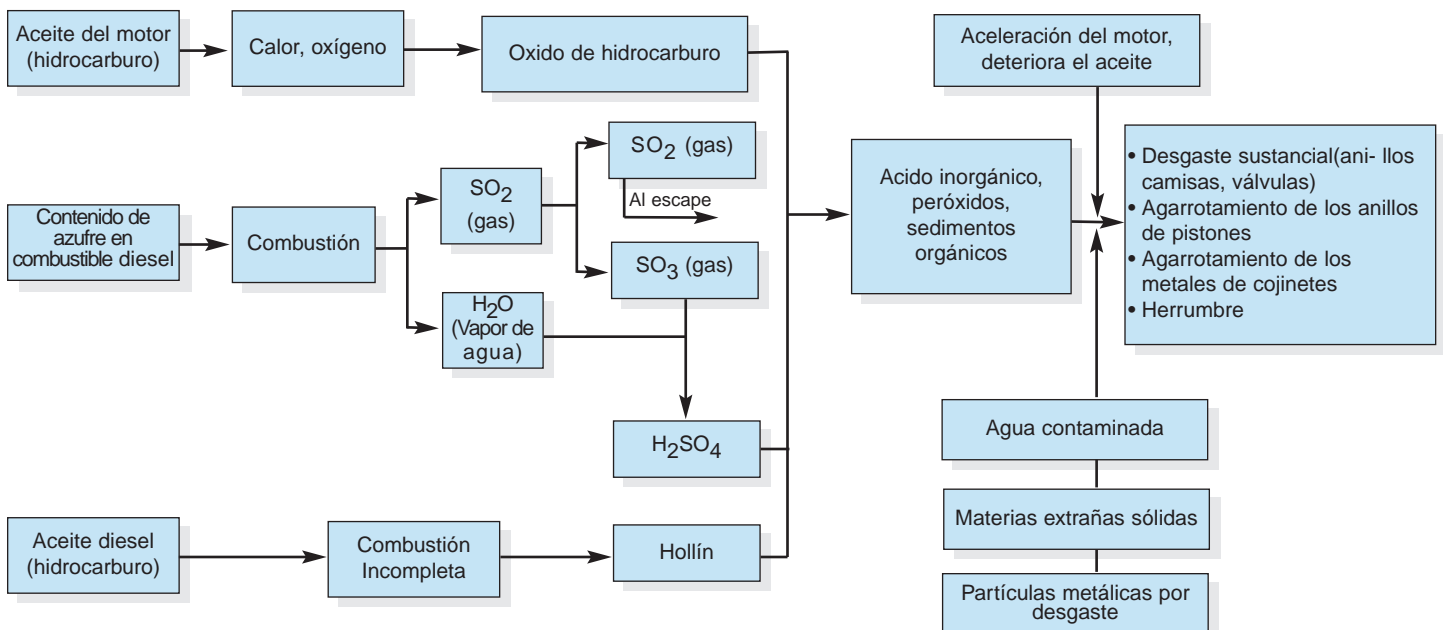 Aceite del motor
(hidrocarburo)
Calor, oxígeno
Oxido de hidrocarburo
Aceleración del motor,
deteriora el aceite
Contenido de
azufre en
combustible diesel
Combustión
SO2
(gas)
SO2 (gas)
Al escape
SO3 (gas)
H2O
(Vapor de
agua)
H2SO4
Aceite diesel
(hidrocarburo)
Combustión
Incompleta
Hollín
Acido inorgánico,
peróxidos,
sedimentos
orgánicos
• Desgaste sustancial(ani- llos
camisas, válvulas)
• Agarrotamiento de los anillos
de pistones
• Agarrotamiento de los
metales de cojinetes
• Herrumbre
Agua contaminada
Materias extrañas sólidas
Partículas metálicas por
desgaste